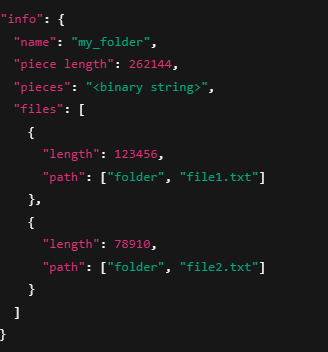 "info": {
"name": "my_folder",
"piece length": 262144,
"pieces": "<binary string>",
"files": [
{
"length": 123456,
"path": ["folder", "file1.txt"]
},
{
"length": 78910,
"path": ["folder", "file2.txt"]
}
]
}